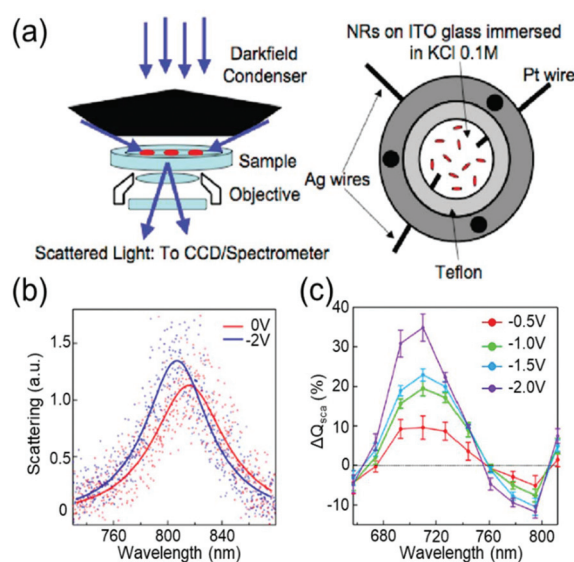 (a)
Darkfield
Condenser
Sample
Objective
Scattered Light: To CCD/Spectrometer
NRs on ITO glass immersed
in KCl 0.1M
Pt wire
Ag wires
Teflon
(b)
0V
-2V
Scattering (a.u.)
1.5
1.0
0.5
0
760
800
840
Wavelength (nm)
(c)
-0.5V
-1.0V
-1.5V
-2.0V
ΔQsca
(%)
40
30
20
10
0
-10
680
720
760
800
Wavelength (nm)